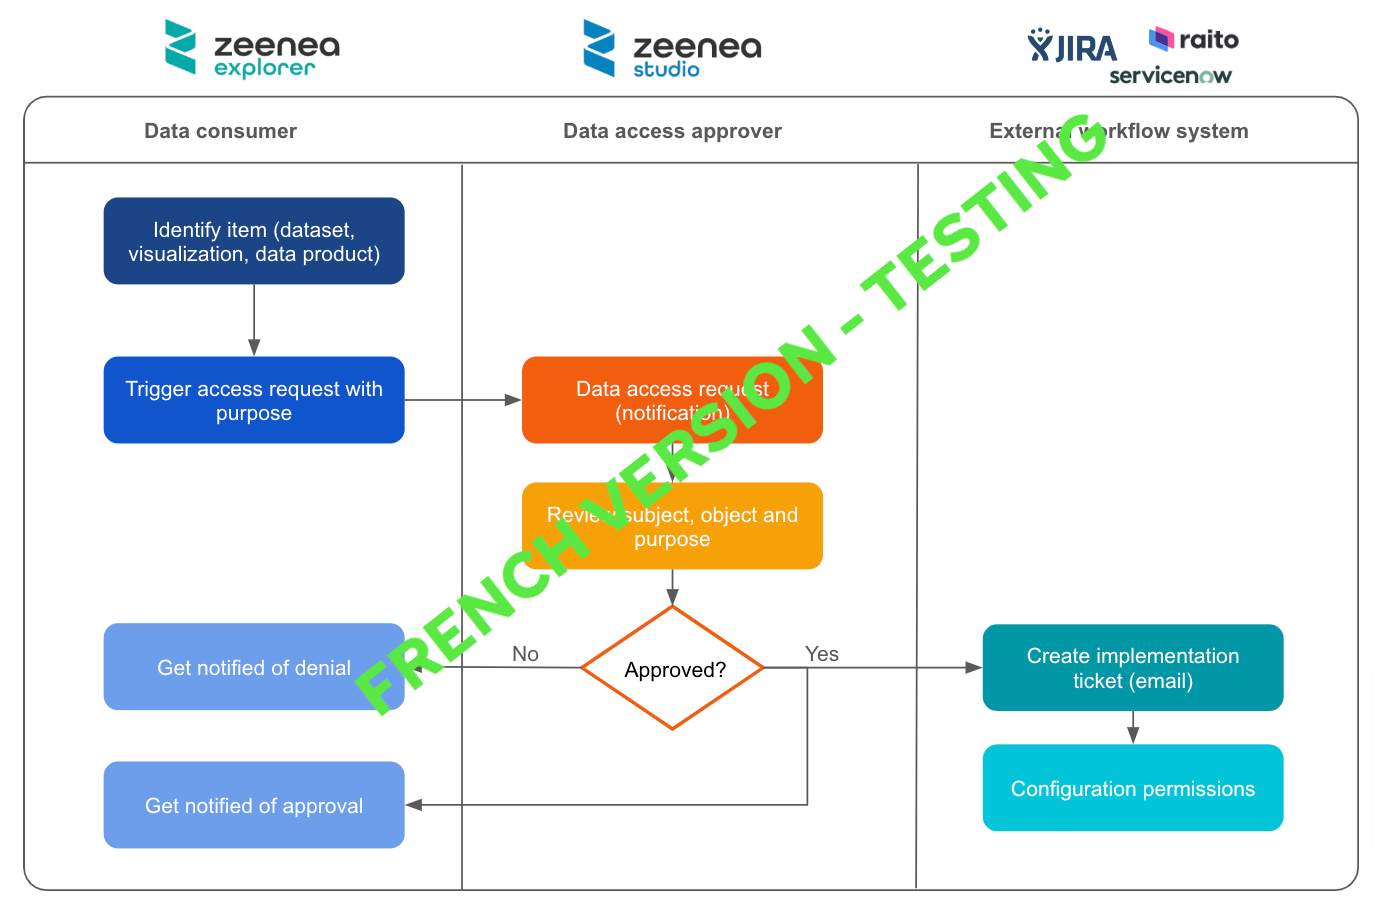 zeenea
explorer
zeenea
studio
JIRA
raito
servicenow
Data consumer
Data access approver
External workflow system
Identify item (dataset,
visualization, data product)
Trigger access request with
purpose
Data access request
(notification)
Review subject, object and
purpose
Approved?
No
Yes
Get notified of denial
Get notified of approval
Create implementation
ticket (email)
Configuration permissions
FRENCH VERSION - TESTING